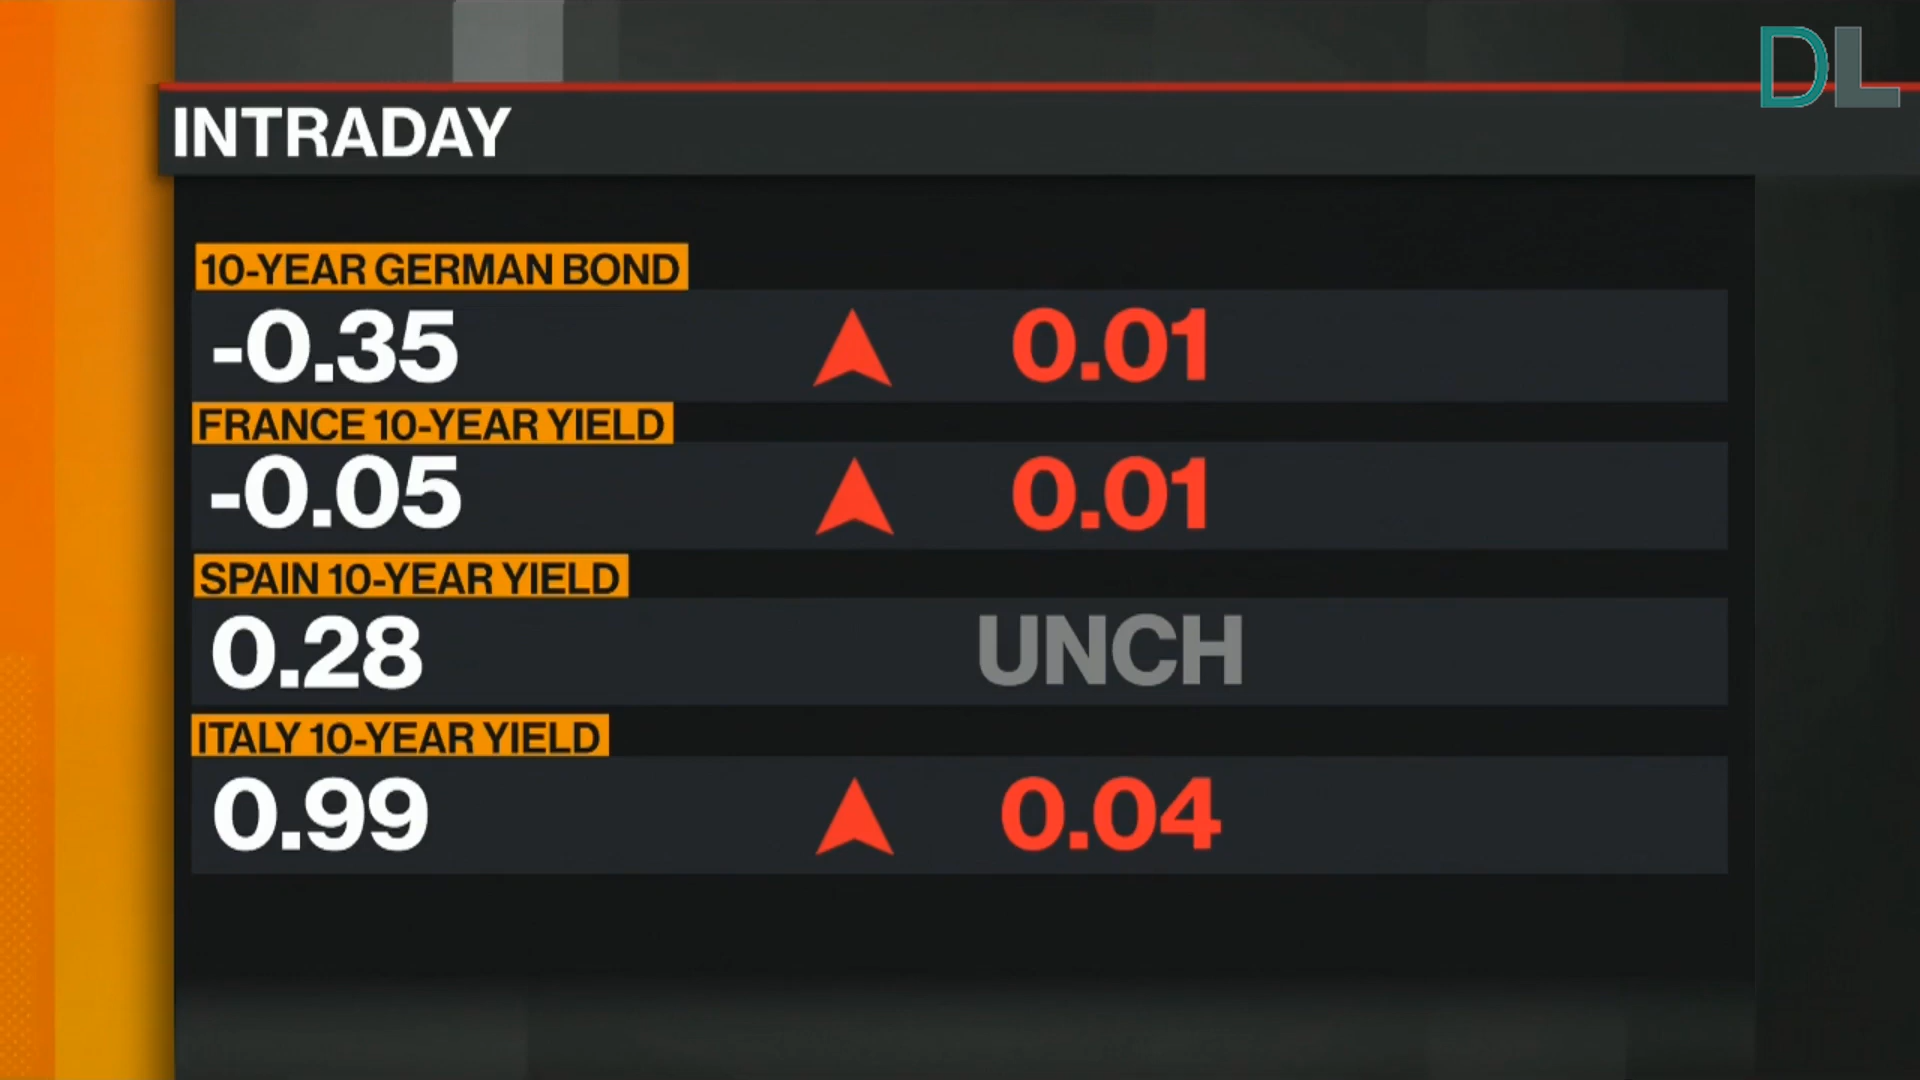 DL
INTRADAY
10-YEAR GERMAN BOND
-0.35 ▲ 0.01
FRANCE 10-YEAR YIELD
-0.05 ▲ 0.01
SPAIN 10-YEAR YIELD
0.28 UNCH
ITALY 10-YEAR YIELD
0.99 ▲ 0.04